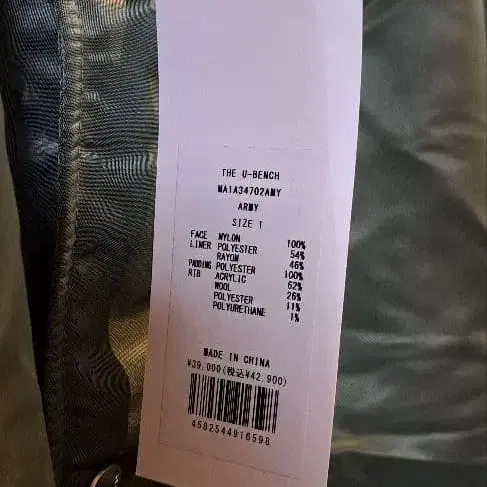 THE U-BENCH
MA1A34702AMY
ARMY
SIZE 1
FACE NYLON 100%
LINER POLYESTER 54%
RAYON 46%
PADDING POLYESTER 100%
RIB ACRYLIC 62%
WOOL 26%
POLYESTER 11%
POLYURETHANE 1%
MADE IN CHINA
¥39,000(税込¥42,900)
4582544916598